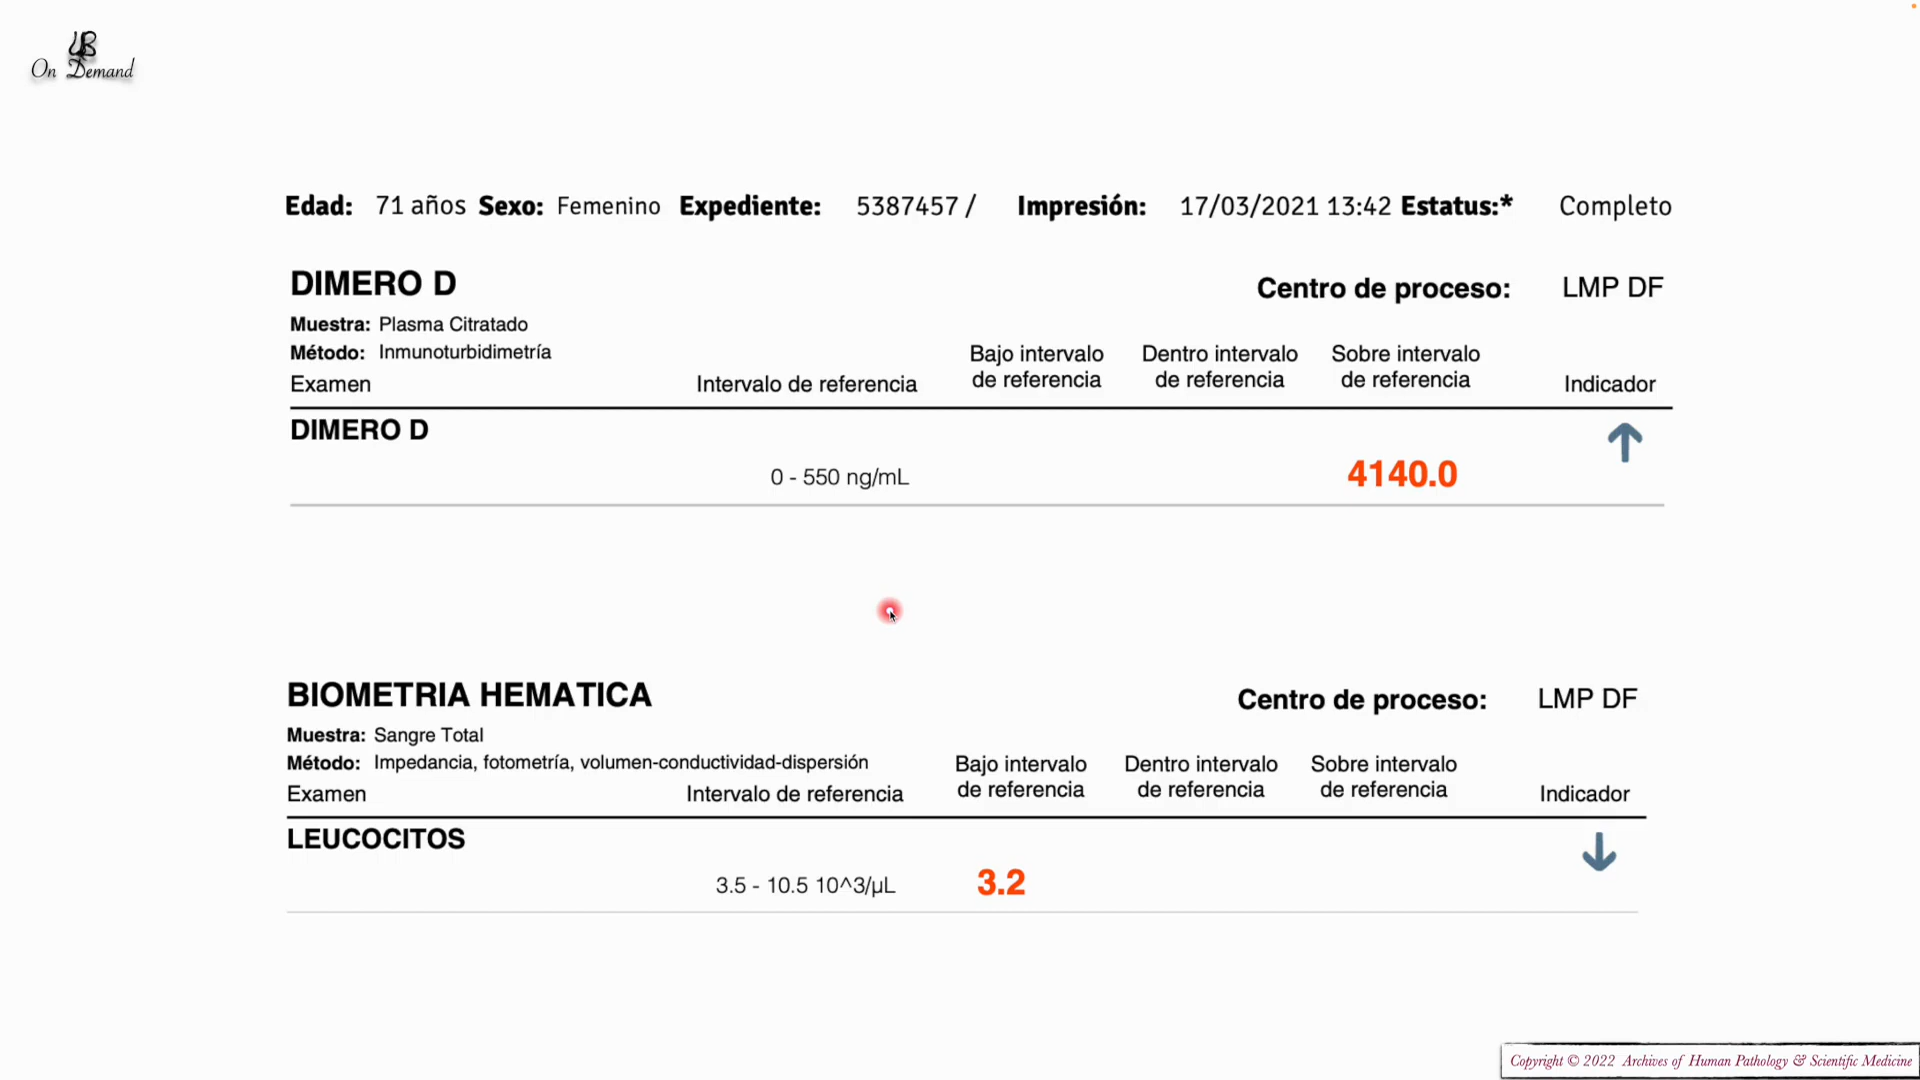 UB
On Demand
Edad: 71 años Sexo: Femenino Expediente: 5387457 / Impresión: 17/03/2021 13:42 Estatus:* Completo
DIMERO D Centro de proceso: LMP DF
Muestra: Plasma Citratado
Método: Inmunoturbidimetría
Examen Intervalo de referencia Bajo intervalo de referencia Dentro intervalo de referencia Sobre intervalo de referencia Indicador
DIMERO D
0 - 550 ng/mL 4140.0
BIOMETRIA HEMATICA Centro de proceso: LMP DF
Muestra: Sangre Total
Método: Impedancia, fotometría, volumen-conductividad-dispersión
Examen Intervalo de referencia Bajo intervalo de referencia Dentro intervalo de referencia Sobre intervalo de referencia Indicador
LEUCOCITOS
3.5 - 10.5 10^3/µL 3.2
Copyright © 2022 Archives of Human Pathology & Scientific Medicine